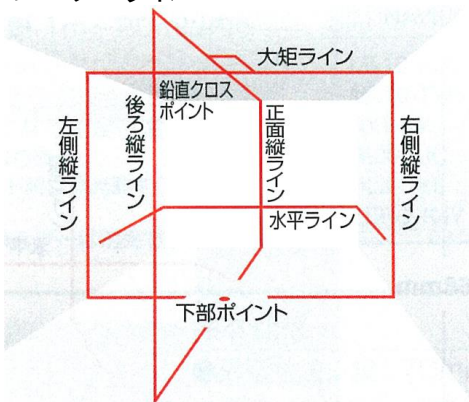 大矩ライン
鉛直クロス
ポイント
左側縦ライン
後ろ縦ライン
正面縦ライン
右側縦ライン
水平ライン
下部ポイント